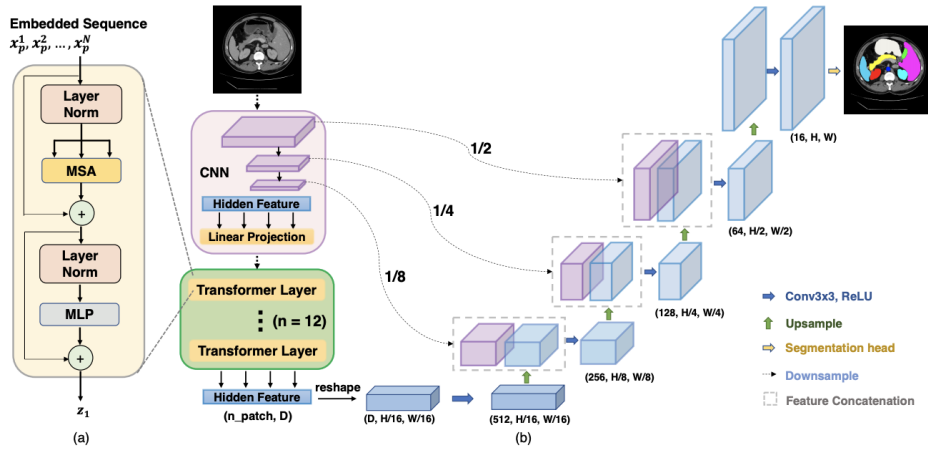 Embedded Sequence
x_p^1, x_p^2, ..., x_p^N
Layer
Norm
MSA
+
Layer
Norm
MLP
+
z_1
(a)
CNN
Hidden Feature
Linear Projection
Transformer Layer
(n = 12)
Transformer Layer
Hidden Feature
(n_patch, D)
reshape
(D, H/16, W/16)
(512, H/16, W/16)
(b)
1/2
1/4
1/8
(256, H/8, W/8)
(128, H/4, W/4)
(64, H/2, W/2)
(16, H, W)
Conv3x3, ReLU
Upsample
Segmentation head
Downsample
Feature Concatenation